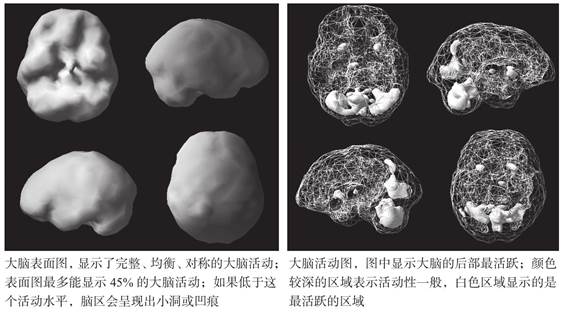 大脑表面图，显示了完整、均衡、对称的大脑活动；
表面图最多能显示 45% 的大脑活动；如果低于这
个活动水平，脑区会呈现出小洞或凹痕
大脑活动图，图中显示大脑的后部最活跃；颜色
较深的区域表示活动性一般，白色区域显示的是
最活跃的区域